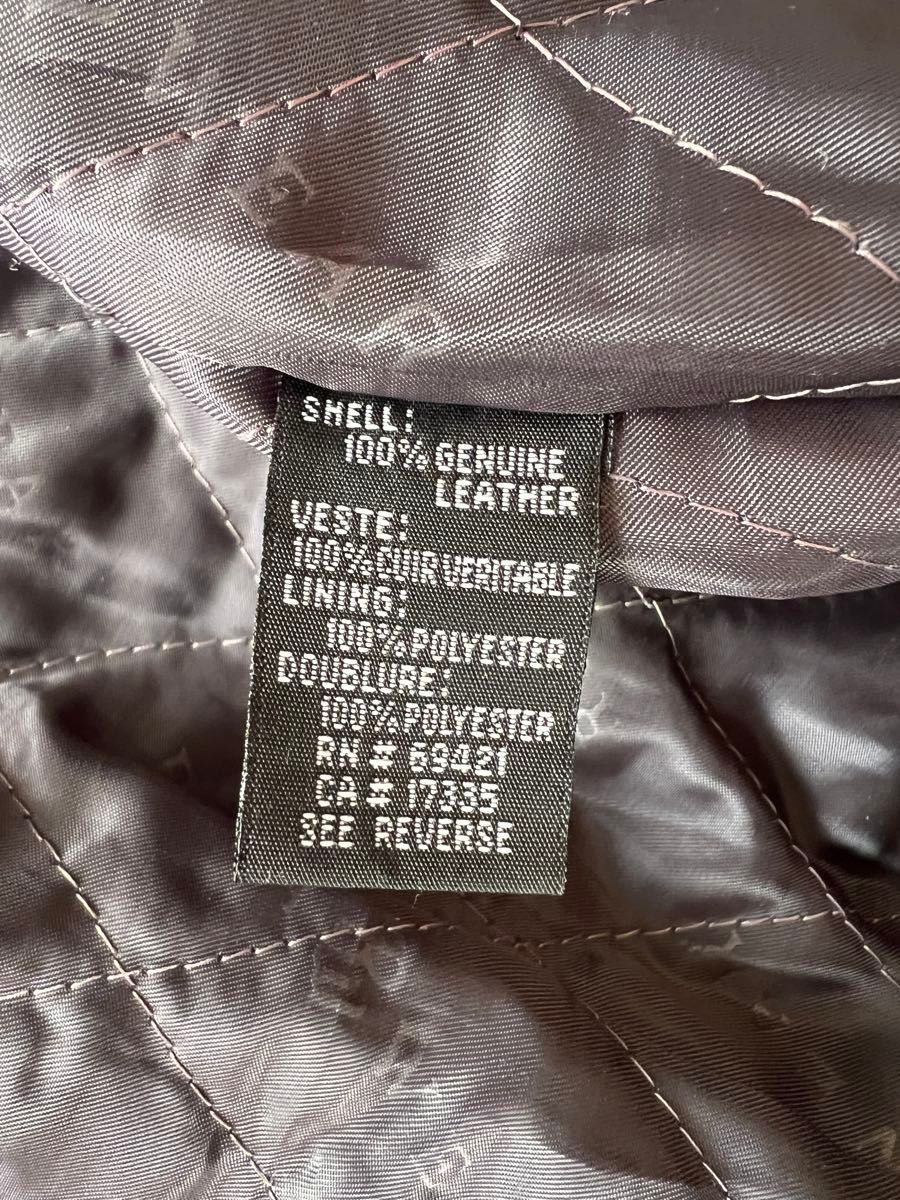 SHELL:
100% GENUINE
LEATHER
VESTE:
100% CUIR VERITABLE
LINING:
100% POLYESTER
DOUBLURE:
100% POLYESTER
RN # 69421
CA # 17335
SEE REVERSE